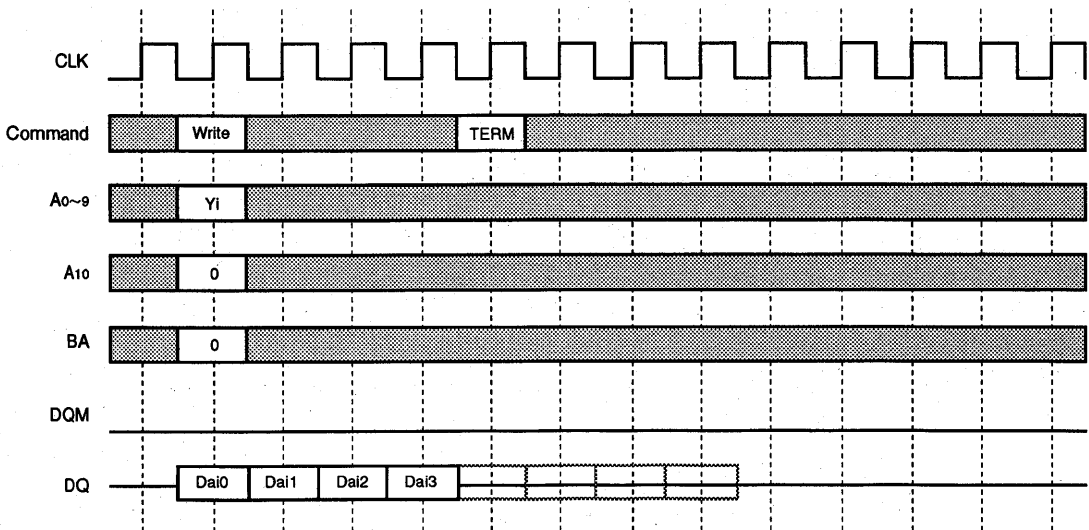 CLK
Command Write TERM
A0~9 Yi
A10 0
BA 0
DQM
DQ Dai0 Dai1 Dai2 Dai3